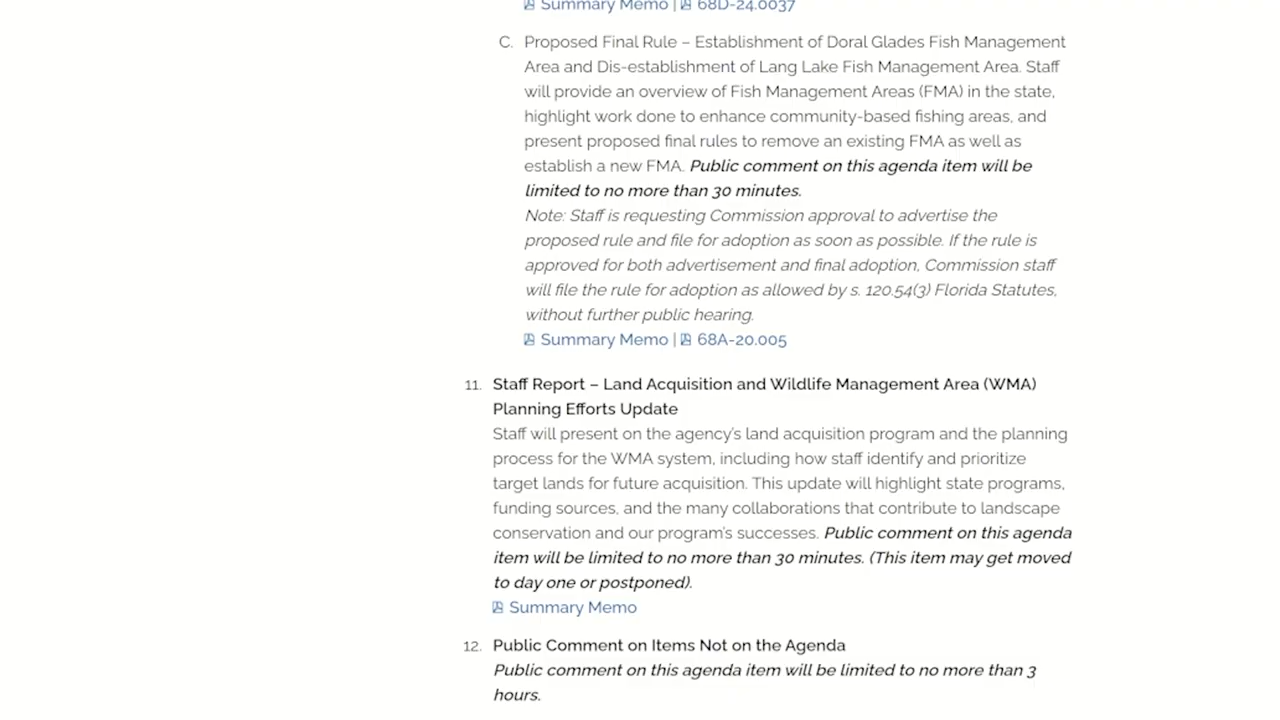 Summary Memo | 68D-24.0037
C. Proposed Final Rule – Establishment of Doral Glades Fish Management
Area and Dis-establishment of Lang Lake Fish Management Area. Staff
will provide an overview of Fish Management Areas (FMA) in the state,
highlight work done to enhance community-based fishing areas, and
present proposed final rules to remove an existing FMA as well as
establish a new FMA. Public comment on this agenda item will be
limited to no more than 30 minutes.
Note: Staff is requesting Commission approval to advertise the
proposed rule and file for adoption as soon as possible. If the rule is
approved for both advertisement and final adoption, Commission staff
will file the rule for adoption as allowed by s. 120.54(3) Florida Statutes,
without further public hearing.
Summary Memo | 68A-20.005
11. Staff Report – Land Acquisition and Wildlife Management Area (WMA)
Planning Efforts Update
Staff will present on the agency's land acquisition program and the planning
process for the WMA system, including how staff identify and prioritize
target lands for future acquisition. This update will highlight state programs,
funding sources, and the many collaborations that contribute to landscape
conservation and our program's successes. Public comment on this agenda
item will be limited to no more than 30 minutes. (This item may get moved
to day one or postponed).
Summary Memo
12. Public Comment on Items Not on the Agenda
Public comment on this agenda item will be limited to no more than 3
hours.